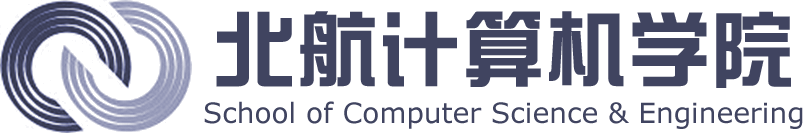 北航计算机学院
School of Computer Science & Engineering